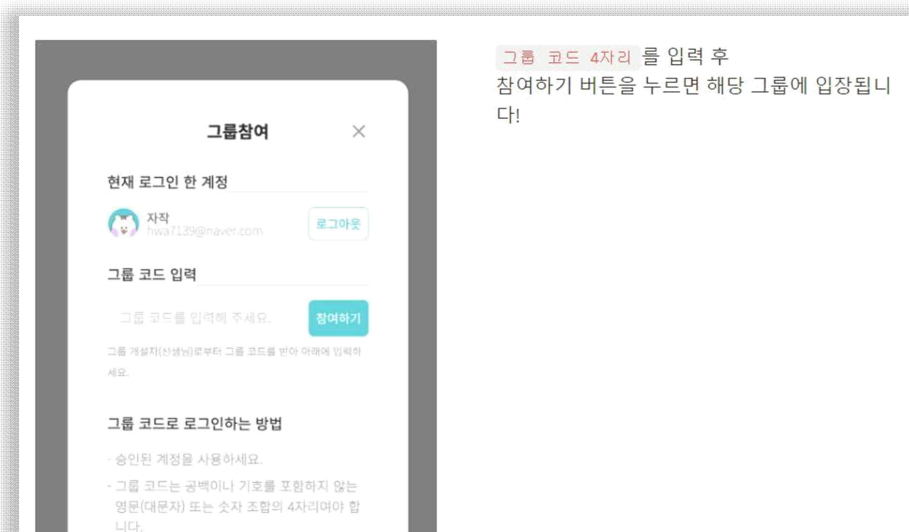 그룹 코드 4자리 를 입력 후
참여하기 버튼을 누르면 해당 그룹에 입장됩니
다!
그룹참여
현재 로그인 한 계정
자작
hwa7139@naver.com
로그아웃
그룹 코드 입력
그룹 코드를 입력해 주세요.
참여하기
그룹 개설자(선생님)로부터 그룹 코드를 받아 아래에 입력하
세요.
그룹 코드로 로그인하는 방법
· 승인된 계정을 사용하세요.
- 그룹 코드는 공백이나 기호를 포함하지 않는
영문(대문자) 또는 숫자 조합의 4자리여야 합
니다.